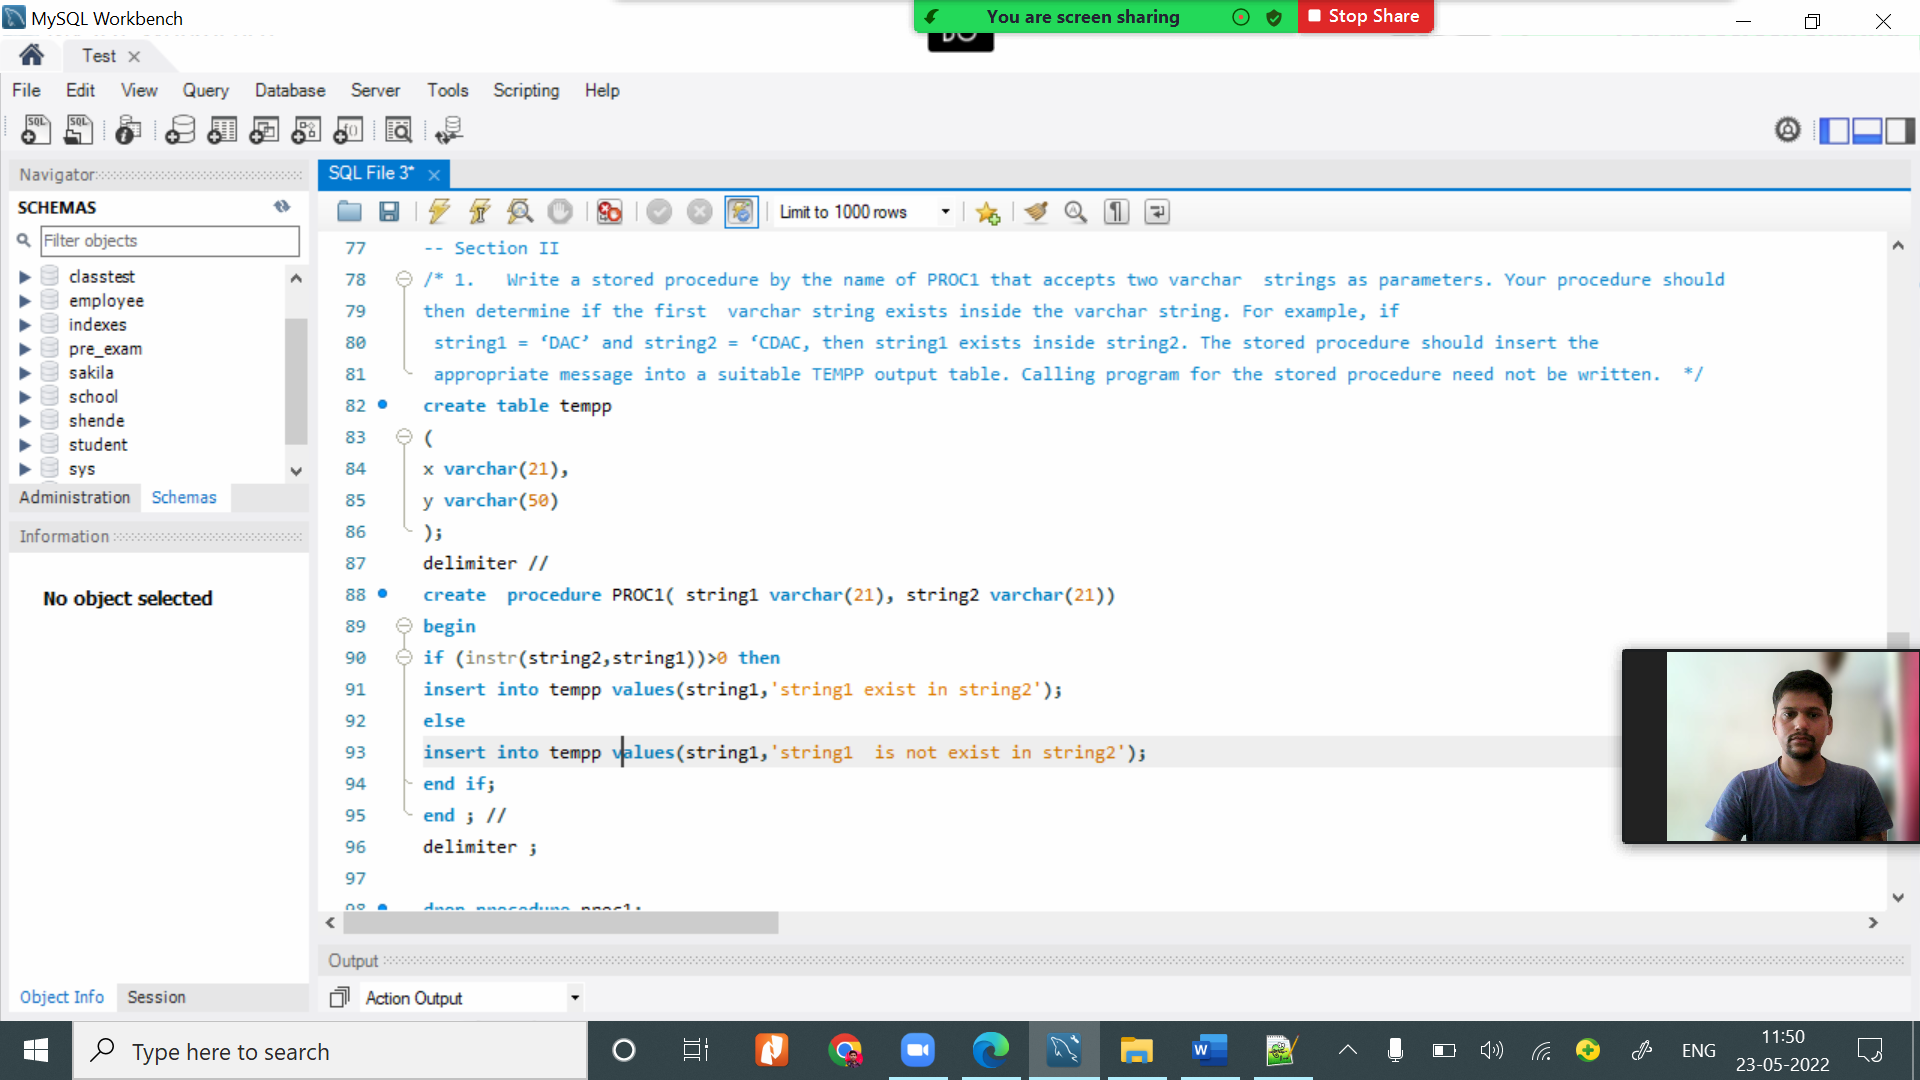 MySQL Workbench
You are screen sharing
Stop Share
Test
File Edit View Query Database Server Tools Scripting Help
Navigator
SCHEMAS
Filter objects
classtest
employee
indexes
pre_exam
sakila
school
shende
student
sys
Administration Schemas
Information
No object selected
Object Info Session
SQL File 3*
Limit to 1000 rows
77 -- Section II
78 /* 1. Write a stored procedure by the name of PROC1 that accepts two varchar strings as parameters. Your procedure should
79 then determine if the first varchar string exists inside the varchar string. For example, if
80 string1 = ‘DAC’ and string2 = ‘CDAC, then string1 exists inside string2. The stored procedure should insert the
81 appropriate message into a suitable TEMPP output table. Calling program for the stored procedure need not be written. */
82 create table tempp
83 (
84 x varchar(21),
85 y varchar(50)
86 );
87 delimiter //
88 create procedure PROC1( string1 varchar(21), string2 varchar(21))
89 begin
90 if (instr(string2,string1))>0 then
91 insert into tempp values(string1,'string1 exist in string2');
92 else
93 insert into tempp values(string1,'string1 is not exist in string2');
94 end if;
95 end ; //
96 delimiter ;
97
98 drop procedure proc1;
Output
Action Output
Type here to search
ENG
11:50
23-05-2022